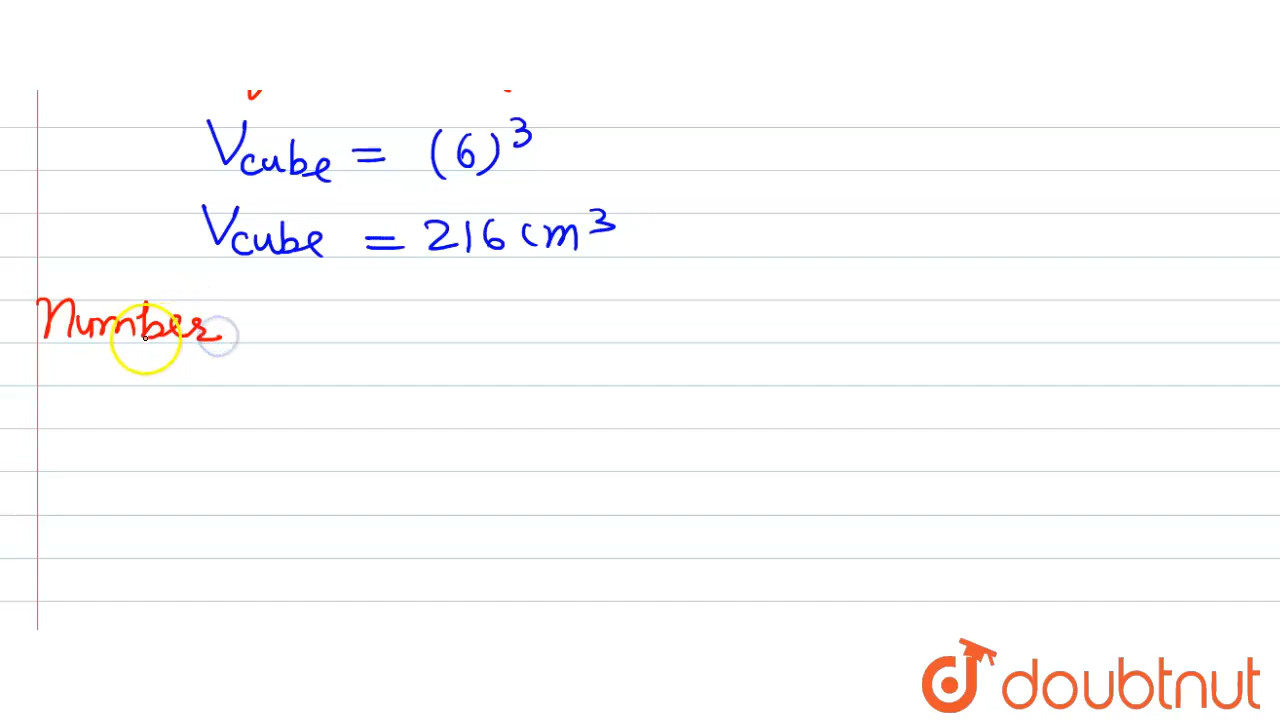 Vcube = (6)³
Vcube = 216 cm³
Number
doubtnut